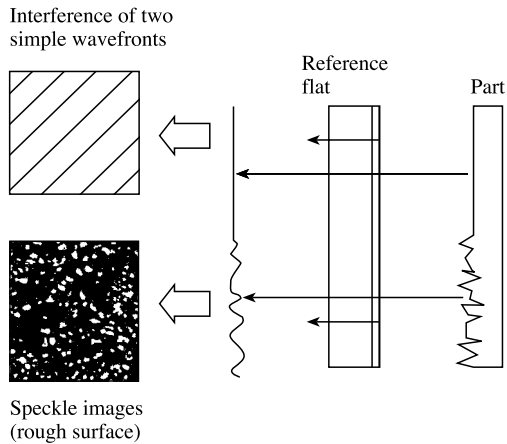 Interference of two
simple wavefronts
Reference
flat
Part
Speckle images
(rough surface)